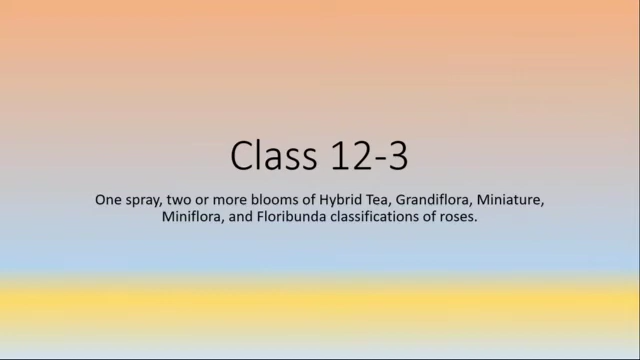 Class 12-3
One spray, two or more blooms of Hybrid Tea, Grandiflora, Miniature,
Miniflora, and Floribunda classifications of roses.